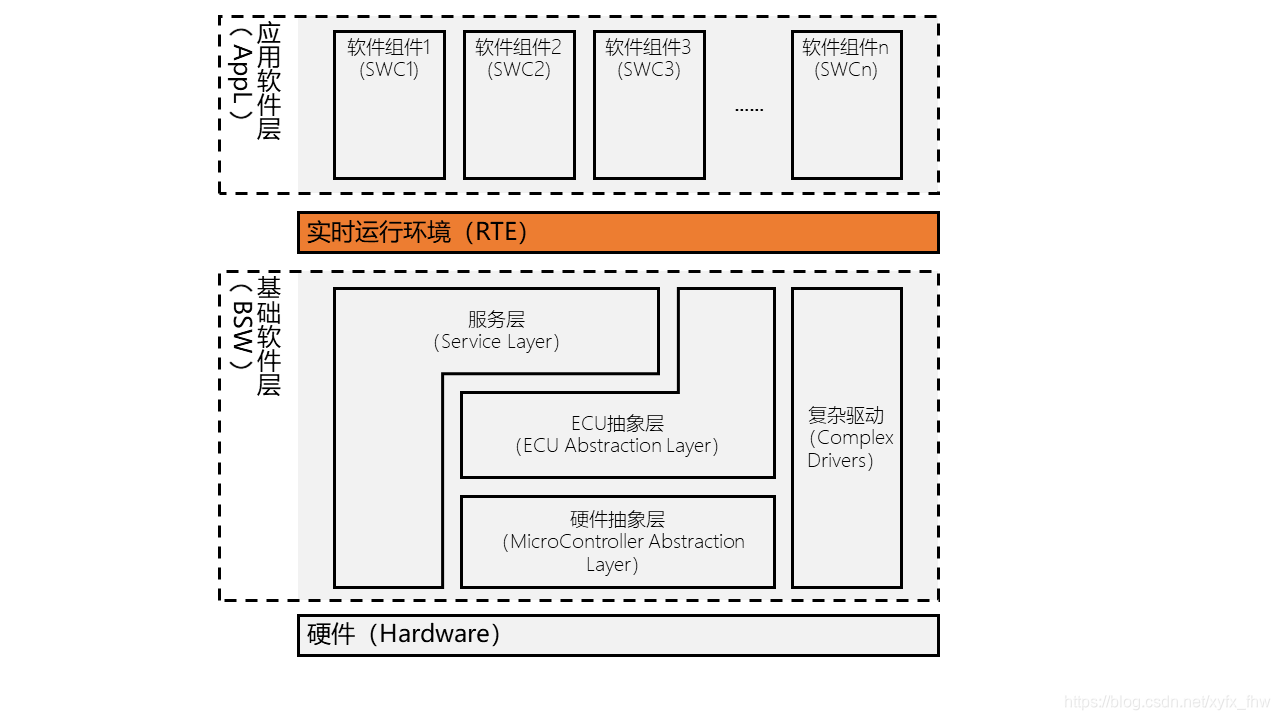 应用软件层
（AppL）
软件组件1
(SWC1)
软件组件2
(SWC2)
软件组件3
(SWC3)
......
软件组件n
(SWCn)
实时运行环境（RTE）
基础软件层
（BSW）
服务层
（Service Layer）
ECU抽象层
（ECU Abstraction Layer）
硬件抽象层
（MicroController Abstraction
Layer）
复杂驱动
（Complex
Drivers）
硬件（Hardware）
https://blog.csdn.net/xyfx_fhw